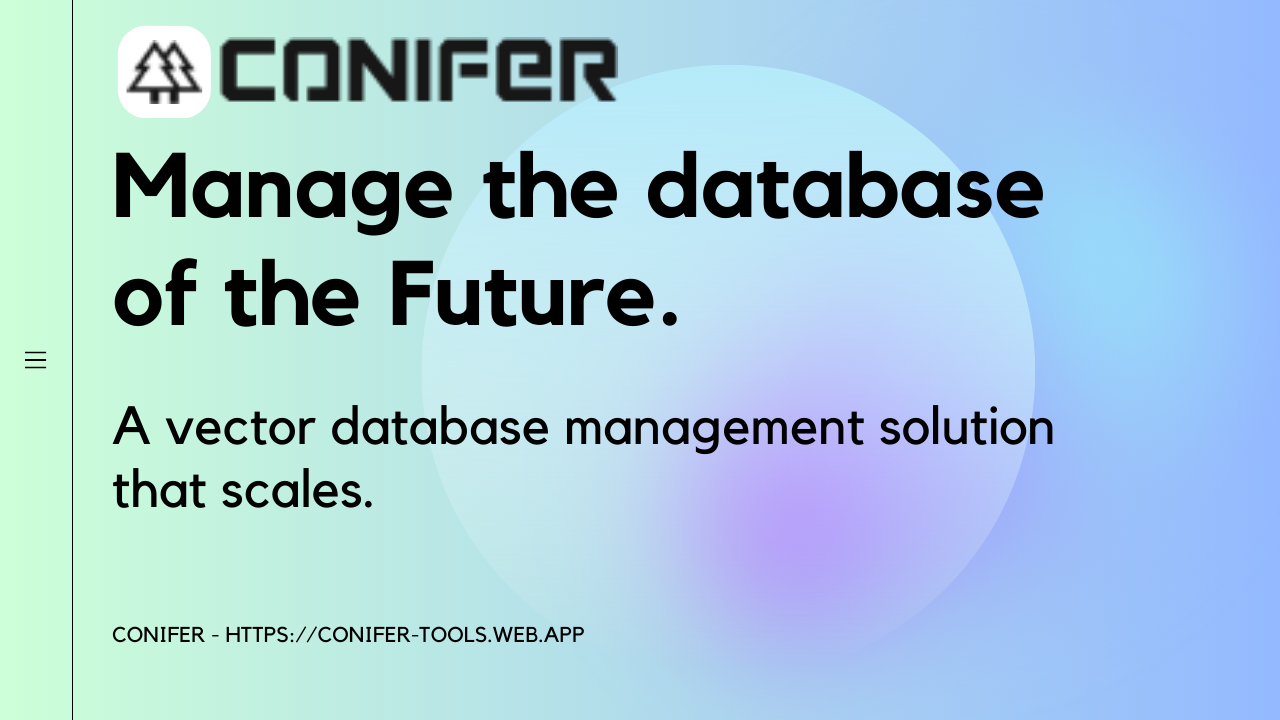 CONIFER
Manage the database
of the Future.
A vector database management solution
that scales.
CONIFER - HTTPS://CONIFER-TOOLS.WEB.APP